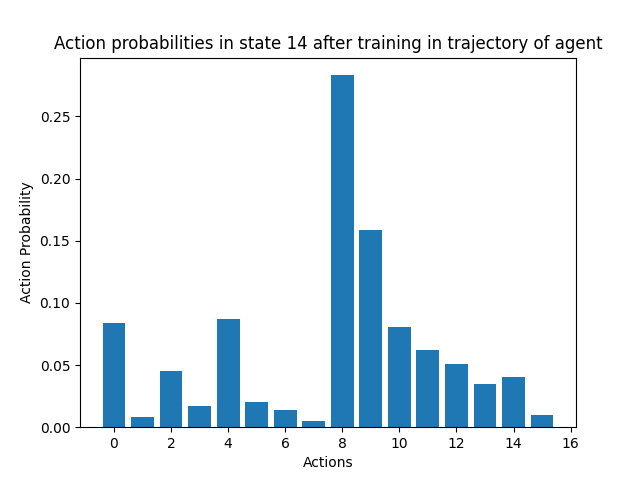 Action probabilities in state 14 after training in trajectory of agent
Action Probability
0.25
0.20
0.15
0.10
0.05
0.00
0 2 4 6 8 10 12 14 16
Actions